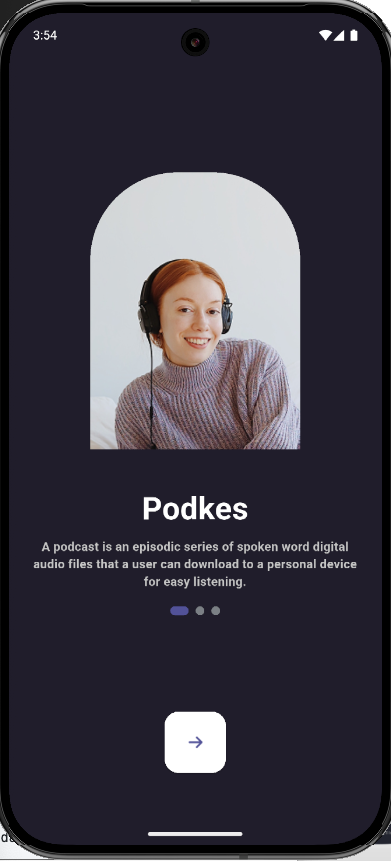 3:54
Podkes
A podcast is an episodic series of spoken word digital
audio files that a user can download to a personal device
for easy listening.